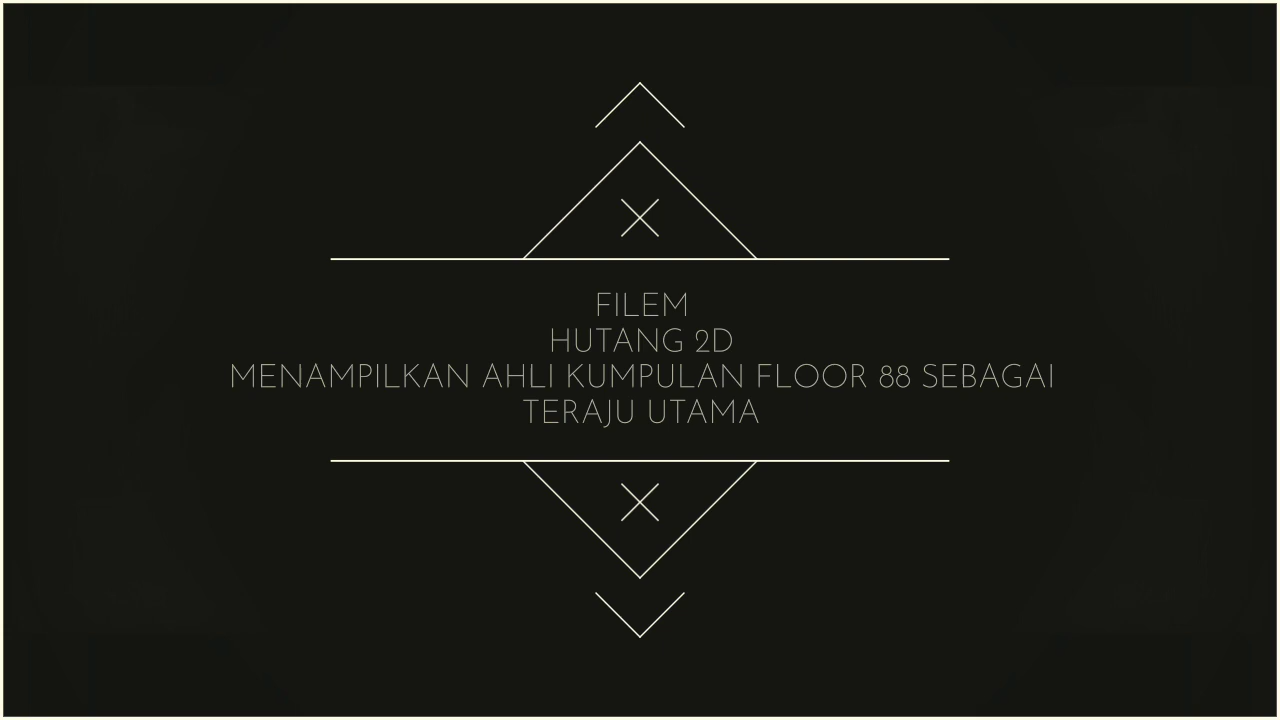 FILEM
HUTANG 2D
MENAMPILKAN AHLI KUMPULAN FLOOR 88 SEBAGAI
TERAJU UTAMA